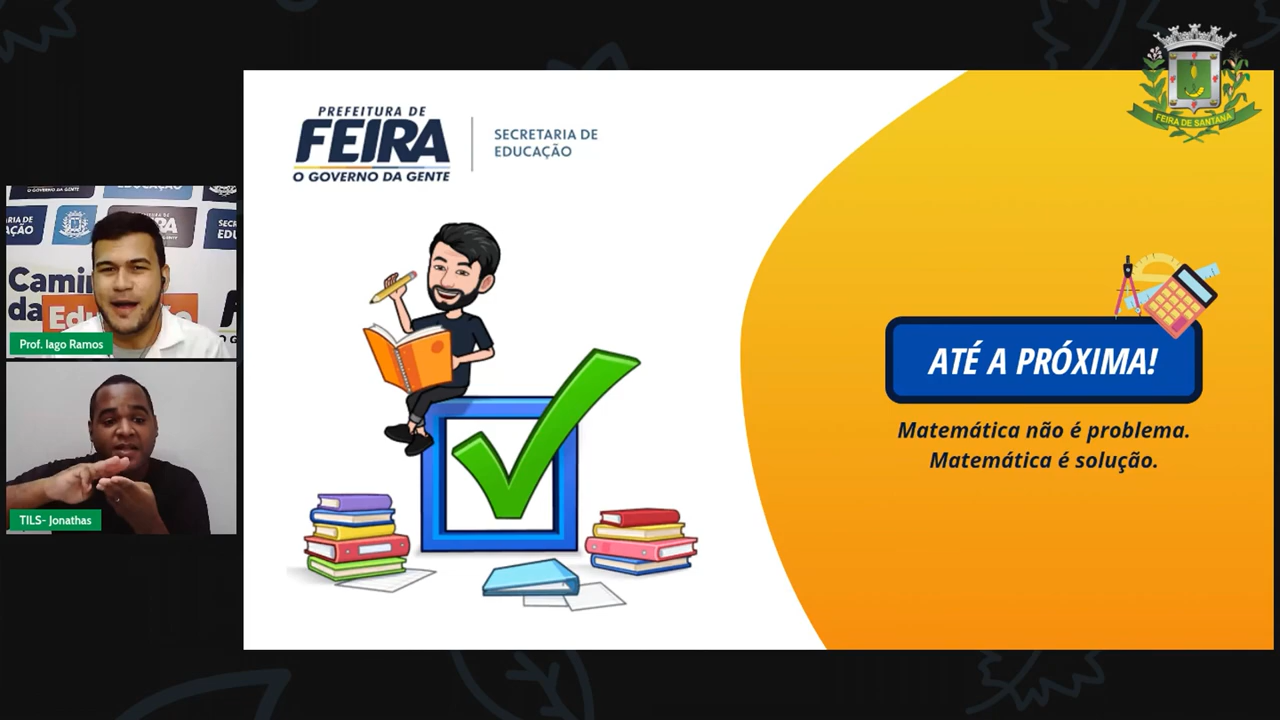 PREFEITURA DE
FEIRA
O GOVERNO DA GENTE
SECRETARIA DE
EDUCAÇÃO
FEIRA DE SANTANA
EDUCAÇÃO
Prof. Iago Ramos
TILS- Jonathas
ATÉ A PRÓXIMA!
Matemática não é problema.
Matemática é solução.